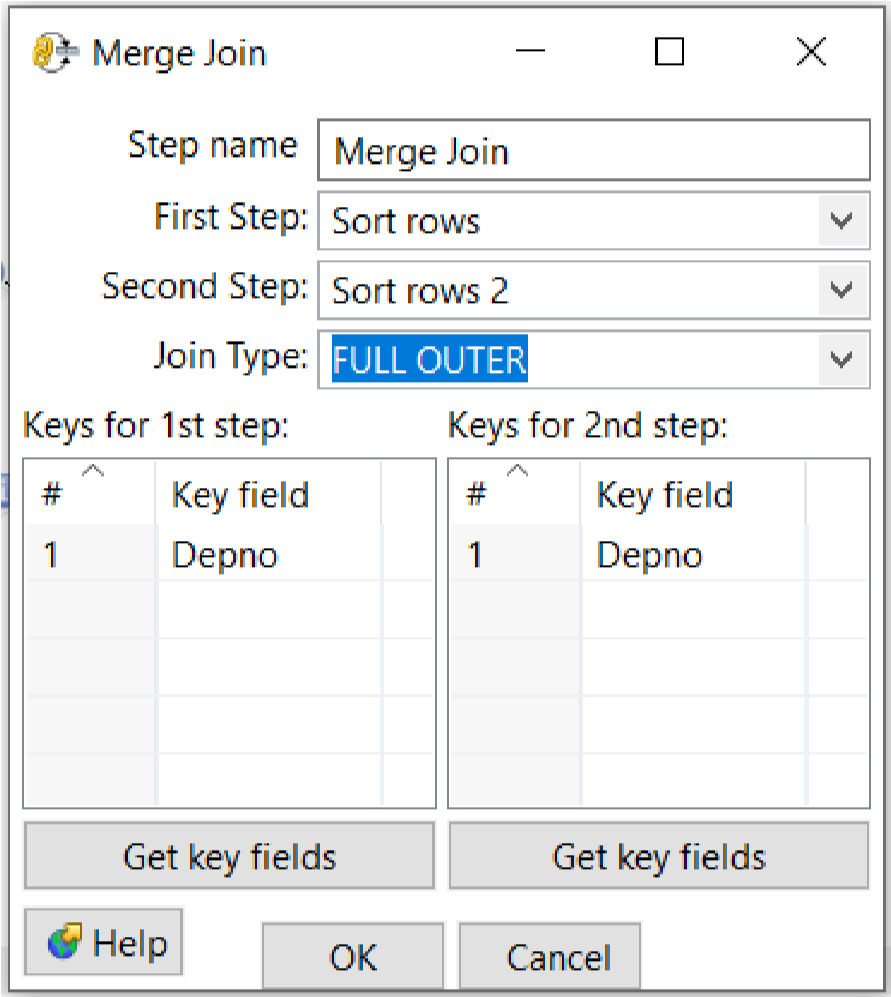 Merge Join
Step name Merge Join
First Step: Sort rows
Second Step: Sort rows 2
Join Type: FULL OUTER
Keys for 1st step: Keys for 2nd step:
# Key field # Key field
1 Depno 1 Depno
Get key fields Get key fields
Help OK Cancel